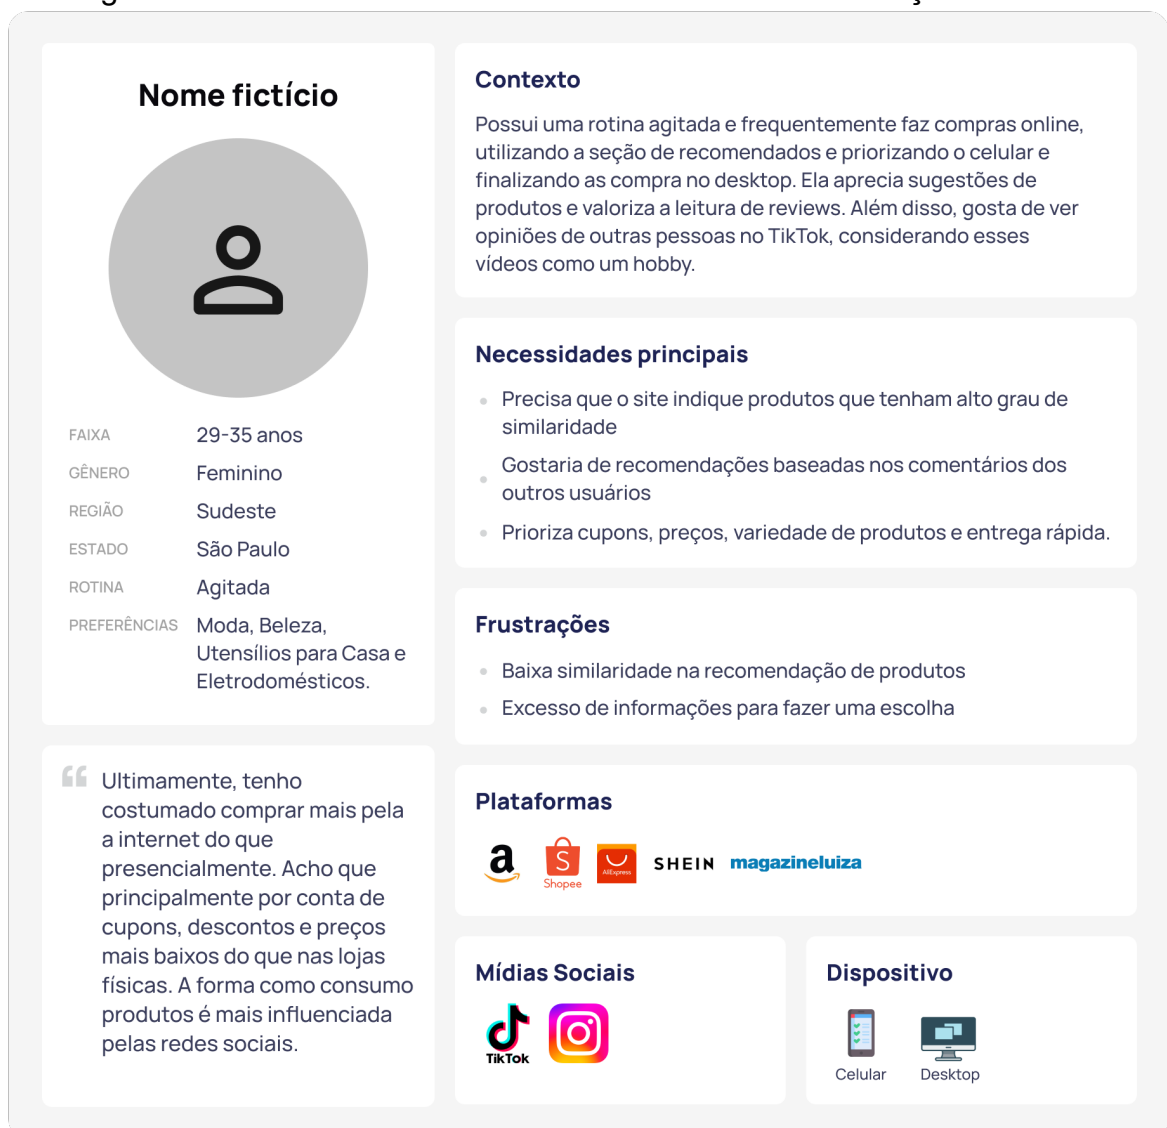 Nome fictício
FAIXA 29-35 anos
GÊNERO Feminino
REGIÃO Sudeste
ESTADO São Paulo
ROTINA Agitada
PREFERÊNCIAS Moda, Beleza,
Utensílios para Casa e
Eletrodomésticos.
“ Ultimamente, tenho
costumado comprar mais pela
a internet do que
presencialmente. Acho que
principalmente por conta de
cupons, descontos e preços
mais baixos do que nas lojas
físicas. A forma como consumo
produtos é mais influenciada
pelas redes sociais.
Contexto
Possui uma rotina agitada e frequentemente faz compras online,
utilizando a seção de recomendados e priorizando o celular e
finalizando as compra no desktop. Ela aprecia sugestões de
produtos e valoriza a leitura de reviews. Além disso, gosta de ver
opiniões de outras pessoas no TikTok, considerando esses
vídeos como um hobby.
Necessidades principais
Precisa que o site indique produtos que tenham alto grau de
similaridade
Gostaria de recomendações baseadas nos comentários dos
outros usuários
Prioriza cupons, preços, variedade de produtos e entrega rápida.
Frustrações
Baixa similaridade na recomendação de produtos
Excesso de informações para fazer uma escolha
Plataformas
a
S
Shopee
AliExpress
SHEIN
magazineluiza
Mídias Sociais
TikTok
Dispositivo
Celular
Desktop